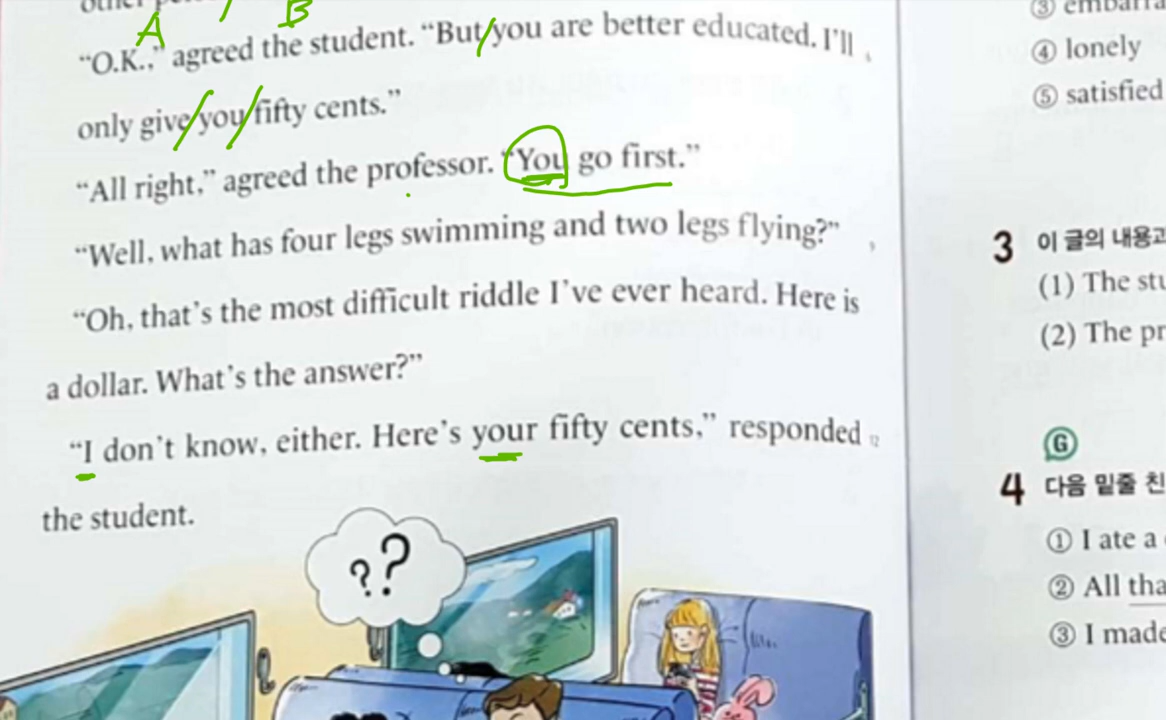 other
A
B
"O.K.," agreed the student. "But you are better educated. I'll
only give you fifty cents."
"All right," agreed the professor. "You go first."
"Well, what has four legs swimming and two legs flying?"
"Oh, that's the most difficult riddle I've ever heard. Here is
a dollar. What's the answer?"
"I don't know, either. Here's your fifty cents," responded
12
the student.
? ?
③
④ lonely
⑤ satisfied
3 이 글의 내용과
(1) The stu
(2) The pr
G
4 다음 밑줄 친
① I ate a
② All tha
③ I made